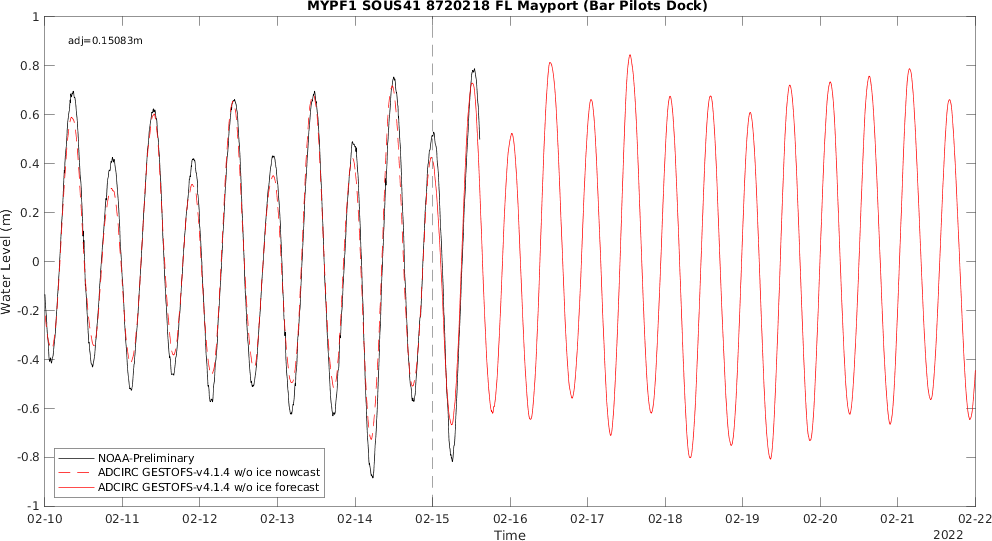 MYPF1 SOUS41 8720218 FL Mayport (Bar Pilots Dock)
adj=0.15083m
1
0.8
0.6
0.4
0.2
0
-0.2
-0.4
-0.6
-0.8
-1
Water Level (m)
NOAA-Preliminary
ADCIRC GESTOFS-v4.1.4 w/o ice nowcast
ADCIRC GESTOFS-v4.1.4 w/o ice forecast
02-10 02-11 02-12 02-13 02-14 02-15 02-16 02-17 02-18 02-19 02-20 02-21 02-22
Time
2022